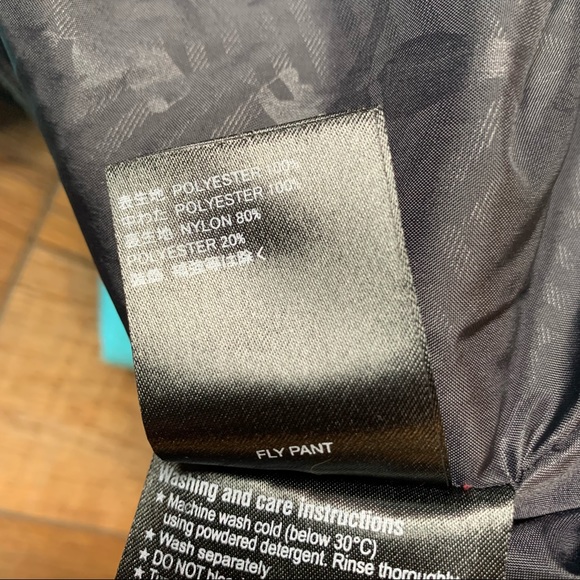 表生地 POLYESTER 100%
中わた POLYESTER 100%
裏生地 NYLON 80%
POLYESTER 20%
FLY PANT
Washing and care instructions
★ Machine wash cold (below 30°C)
using powdered detergent. Rinse thoroughly
★ Wash separately
★ DO NOT